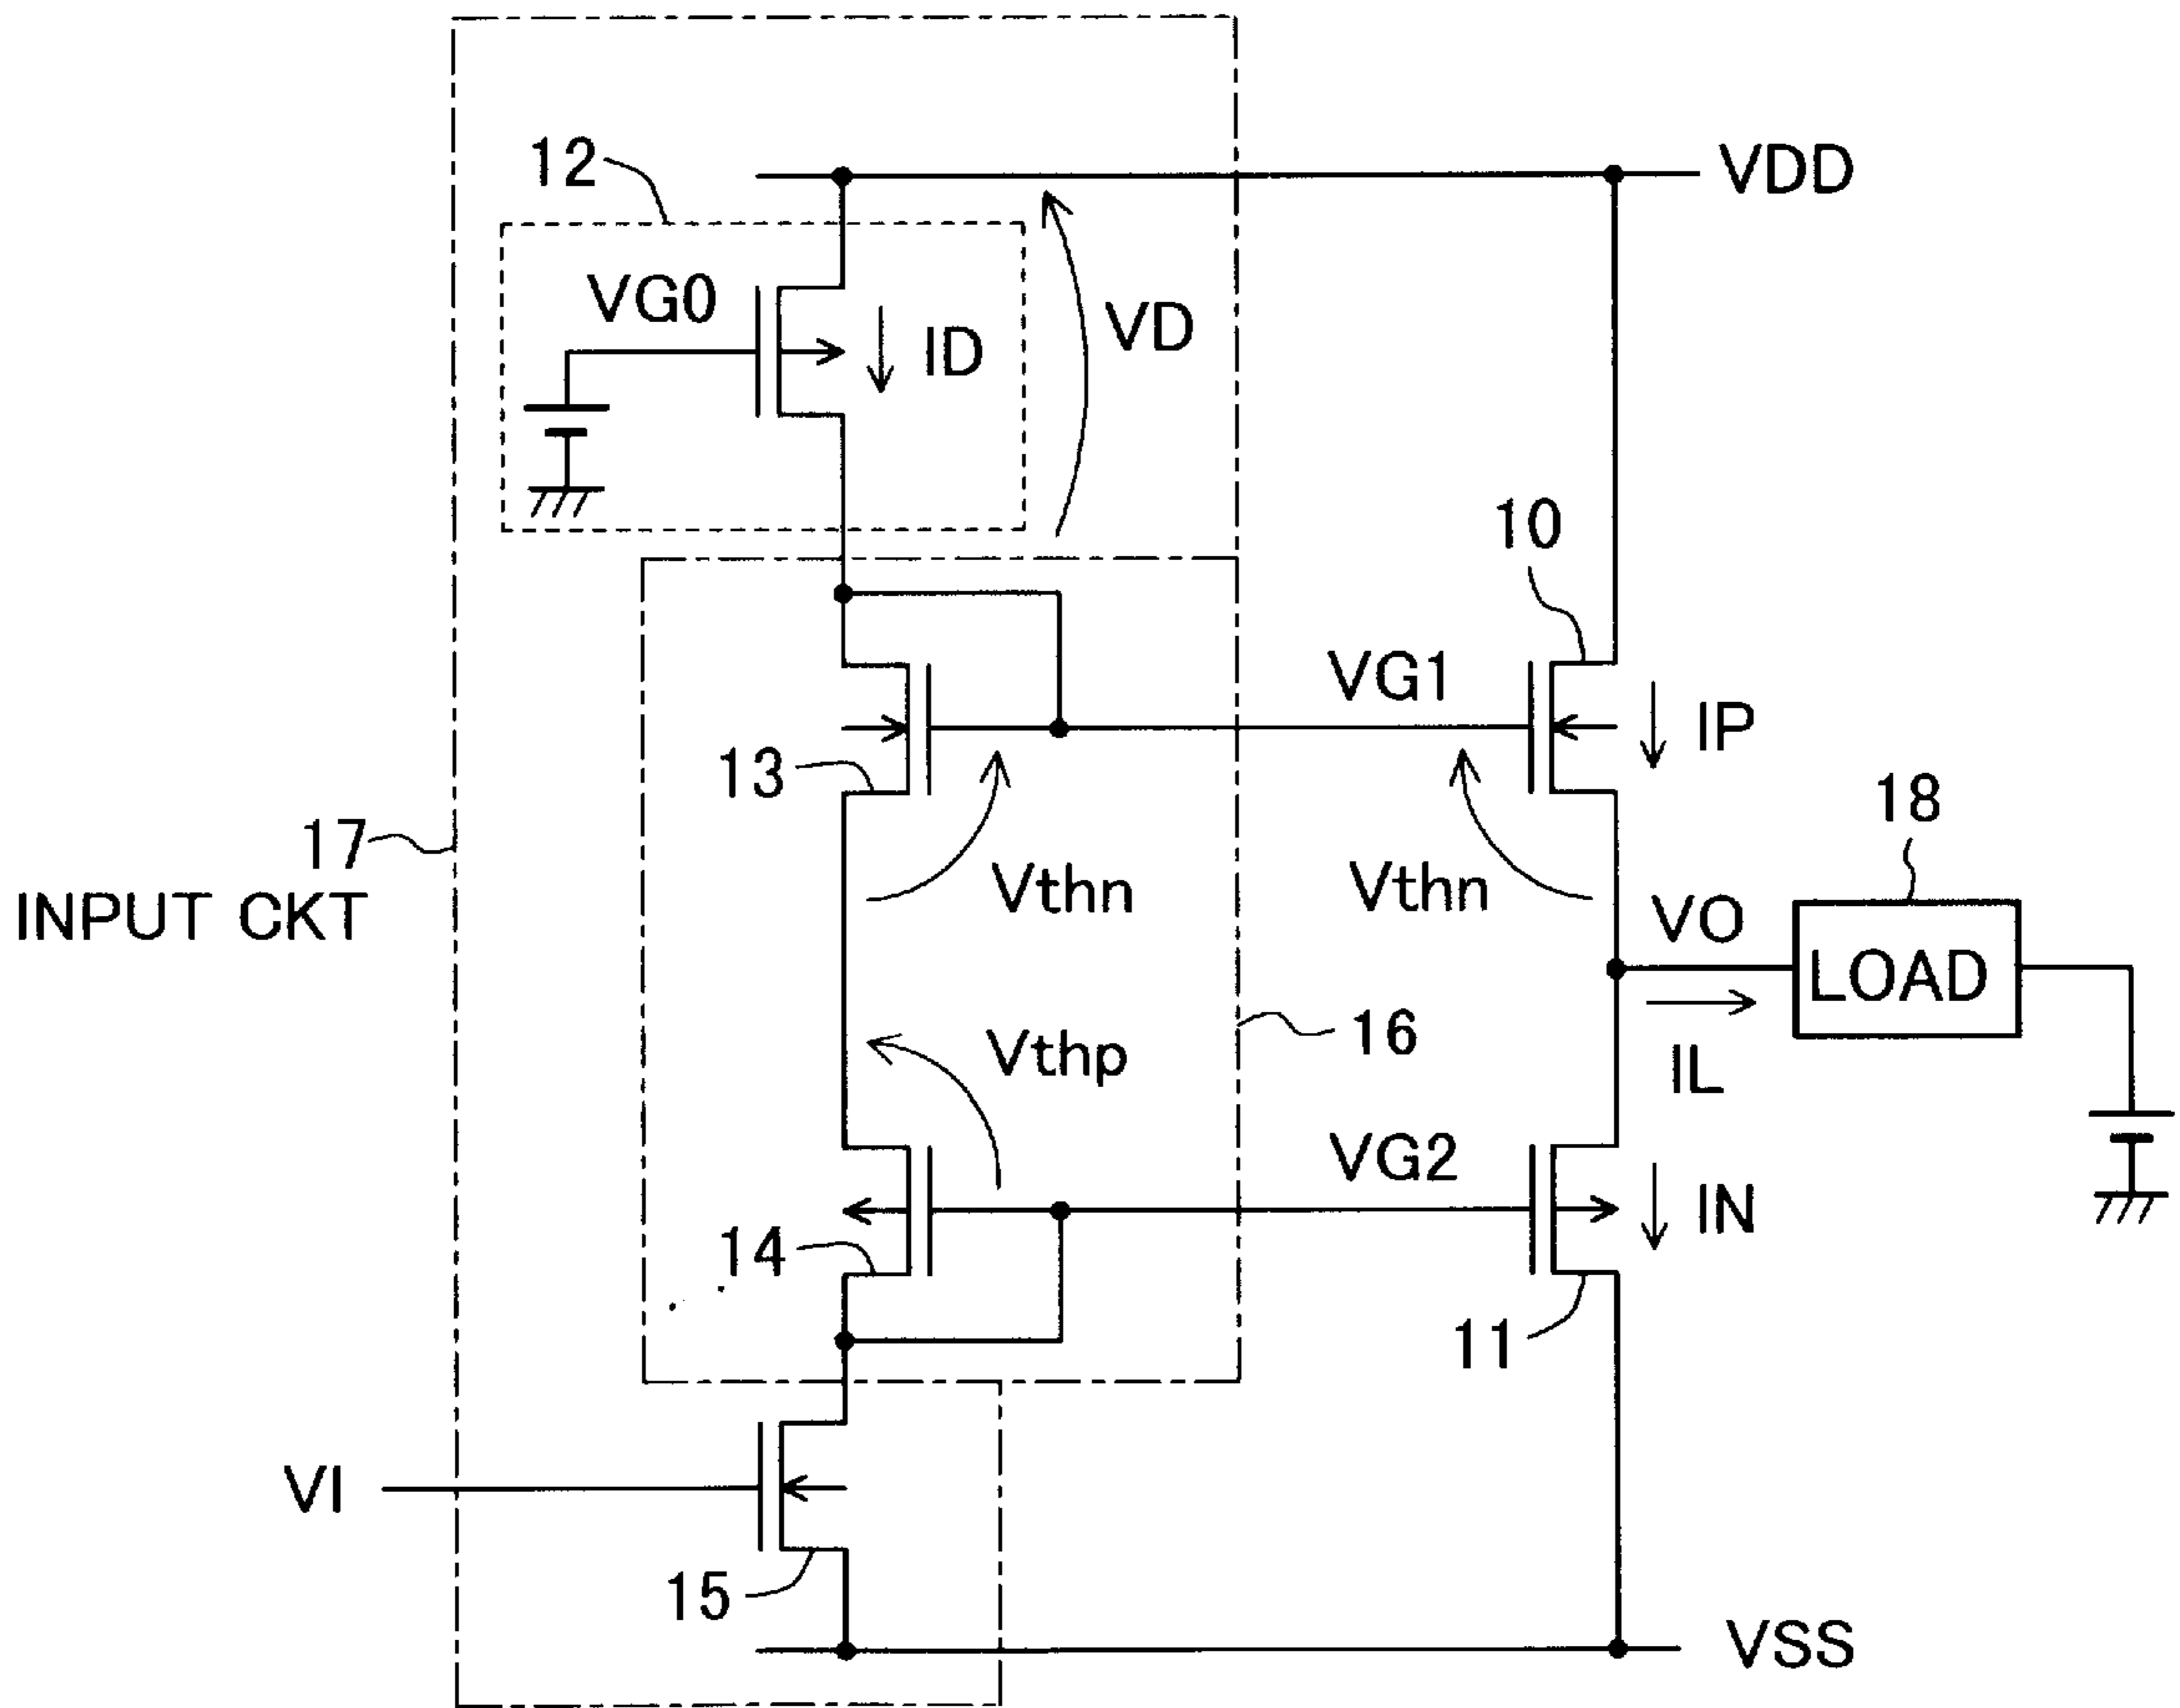 12
VDD
VG0
ID
VD
10
VG1
IP
13
18
17
INPUT CKT
Vthn
Vthn
VO
LOAD
16
Vthp
IL
VG2
IN
14
11
VI
15
VSS